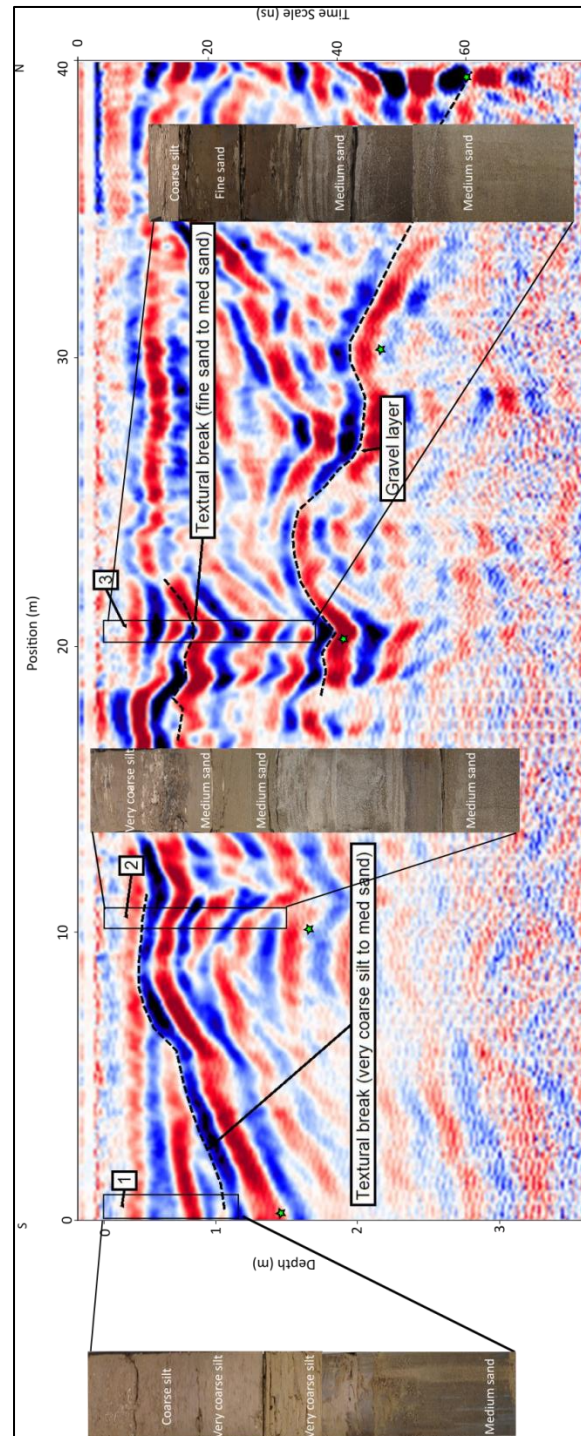 S
N
Position (m)
0
10
20
30
40
Depth (m)
0
1
2
3
Time Scale (ns)
0
20
40
60
1
2
3
Textural break (very coarse silt to med sand)
Textural break (fine sand to med sand)
Gravel layer
Coarse silt
Very coarse silt
Very coarse silt
Medium sand
Very coarse silt
Medium sand
Medium sand
Medium sand
Coarse silt
Fine sand
Medium sand
Medium sand